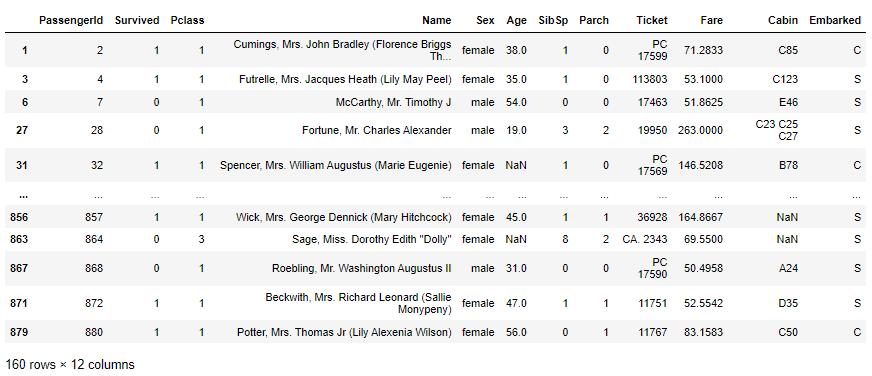 PassengerId Survived Pclass Name Sex Age SibSp Parch Ticket Fare Cabin Embarked
1 2 1 1 Cumings, Mrs. John Bradley (Florence Briggs Th... female 38.0 1 0 PC 17599 71.2833 C85 C
3 4 1 1 Futrelle, Mrs. Jacques Heath (Lily May Peel) female 35.0 1 0 113803 53.1000 C123 S
6 7 0 1 McCarthy, Mr. Timothy J male 54.0 0 0 17463 51.8625 E46 S
27 28 0 1 Fortune, Mr. Charles Alexander male 19.0 3 2 19950 263.0000 C23 C25 C27 S
31 32 1 1 Spencer, Mrs. William Augustus (Marie Eugenie) female NaN 1 0 PC 17569 146.5208 B78 C
... ... ... ... ... ... ... ... ... ... ... ... ...
856 857 1 1 Wick, Mrs. George Dennick (Mary Hitchcock) female 45.0 1 1 36928 164.8667 NaN S
863 864 0 3 Sage, Miss. Dorothy Edith "Dolly" female NaN 8 2 CA. 2343 69.5500 NaN S
867 868 0 1 Roebling, Mr. Washington Augustus II male 31.0 0 0 PC 17590 50.4958 A24 S
871 872 1 1 Beckwith, Mrs. Richard Leonard (Sallie Monypeny) female 47.0 1 1 11751 52.5542 D35 S
879 880 1 1 Potter, Mrs. Thomas Jr (Lily Alexenia Wilson) female 56.0 0 1 11767 83.1583 C50 C
160 rows × 12 columns